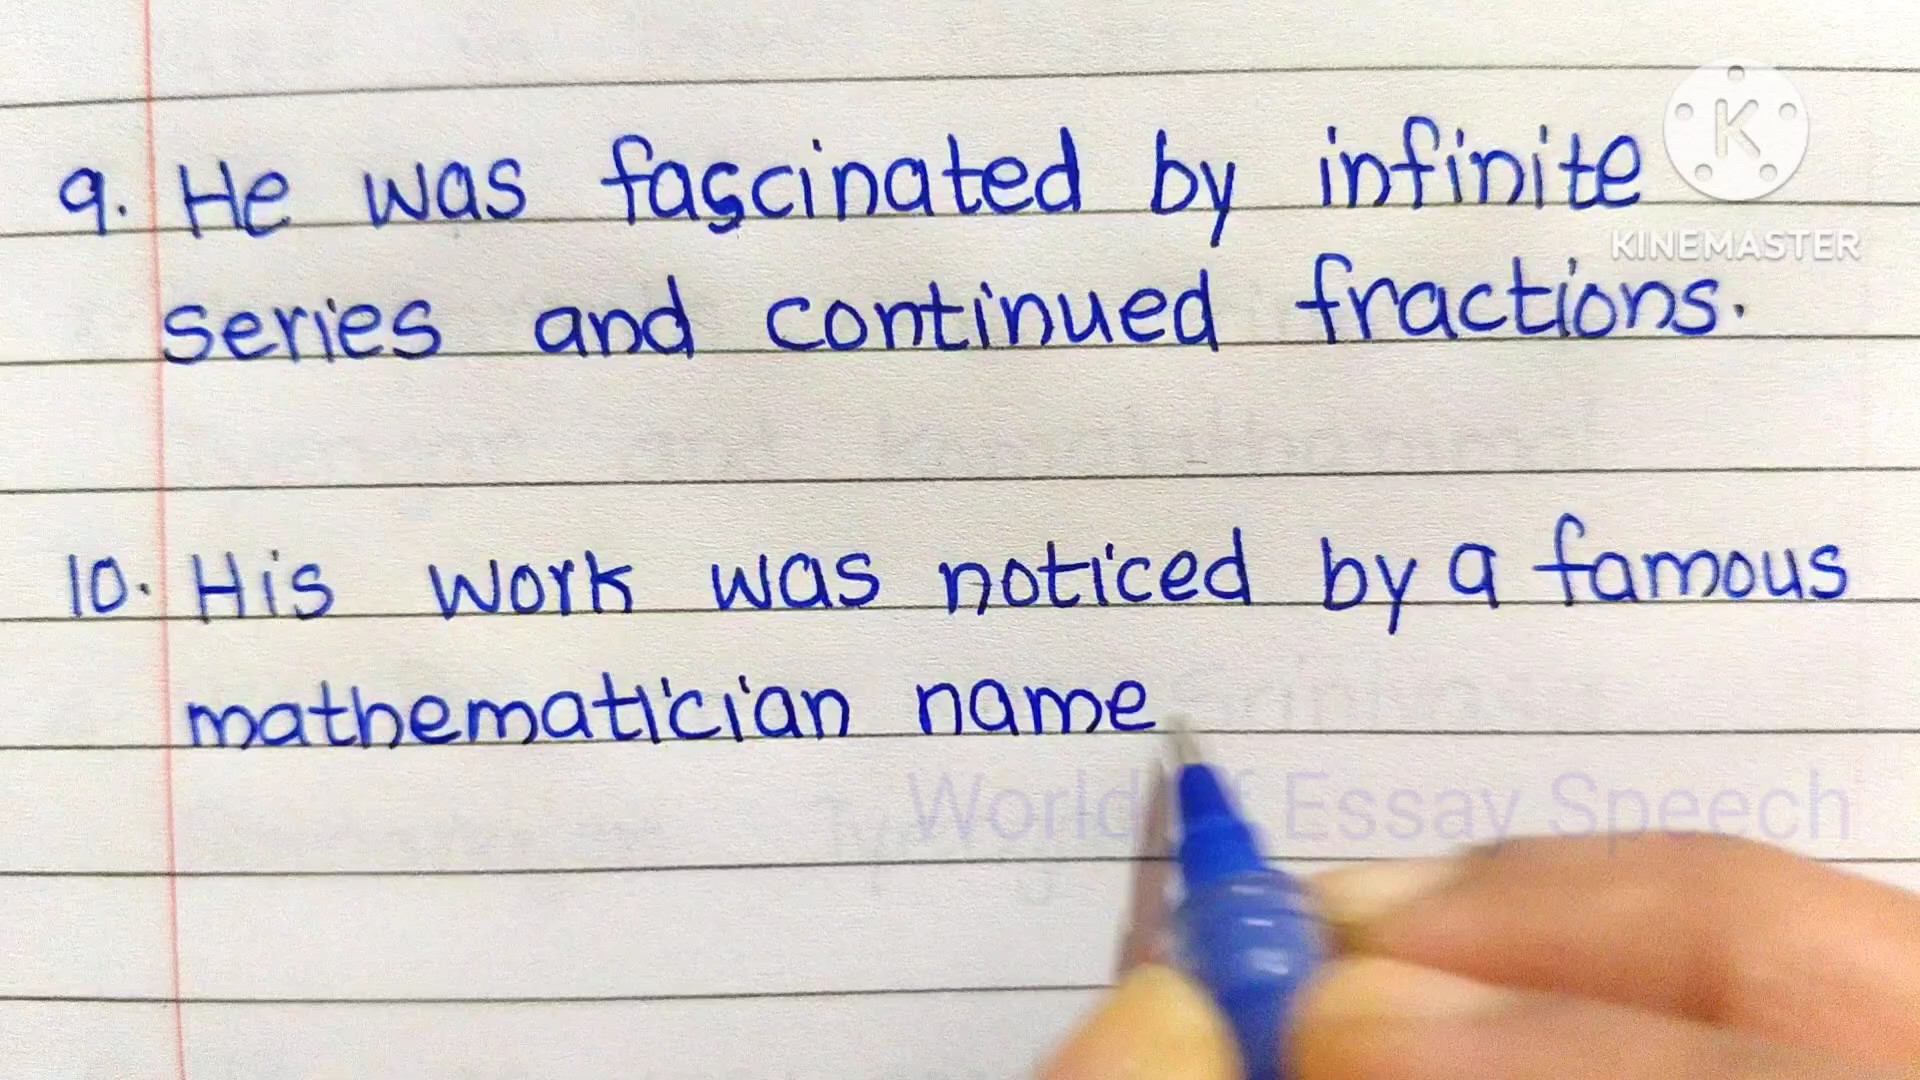 9. He was fascinated by infinite
series and continued fractions.
10. His work was noticed by a famous
mathematician name
K
KINEMASTER
World of Essay Speech